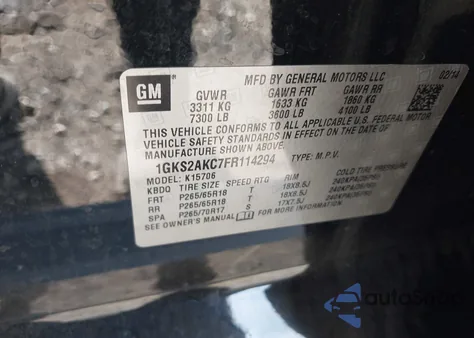 GM
MFD BY GENERAL MOTORS LLC
02/14
GVWR GAWR FRT GAWR RR
3311 KG 1633 KG 1860 KG
7300 LB 3600 LB 4100 LB
THIS VEHICLE CONFORMS TO ALL APPLICABLE U.S. FEDERAL MOTOR VEHICLE
SAFETY STANDARDS IN EFFECT ON THE DATE OF
MANUFACTURE SHOWN ABOVE.
1GKS2AKC7FR114294 TYPE: M.P.V.
MODEL: K15706
KBDO TIRE SIZE SPEED RTG RIM
FRT P265/65R18 T 18X8.5J
RR P265/65R18 T 18X8.5J
SPA P265/70R17 S 17X7.5J
SEE OWNER'S MANUAL